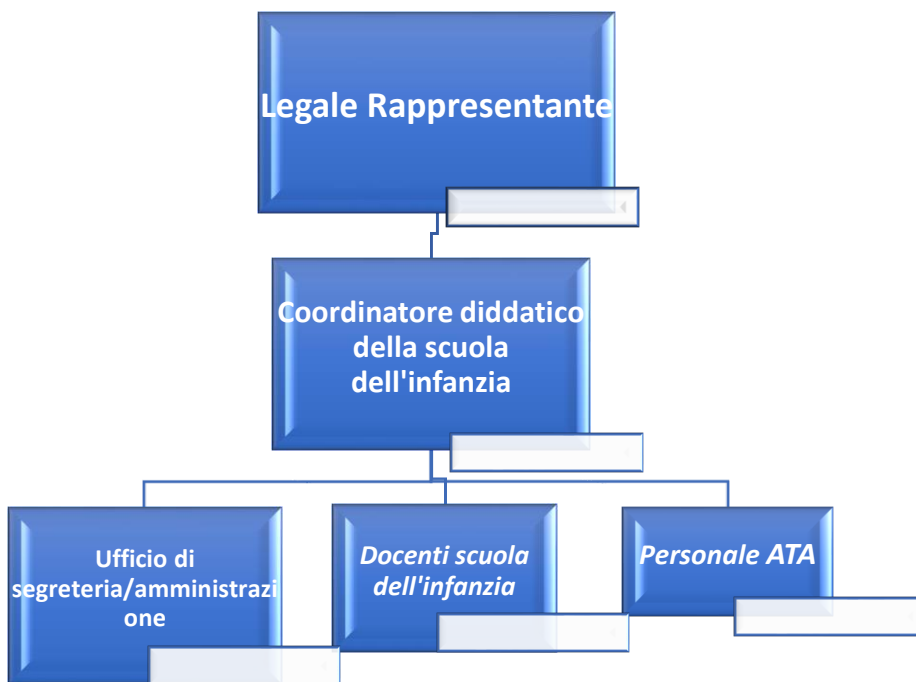 Legale Rappresentante
Coordinatore diddatico
della scuola
dell'infanzia
Ufficio di
segreteria/amministrazi
one
Docenti scuola
dell'infanzia
Personale ATA